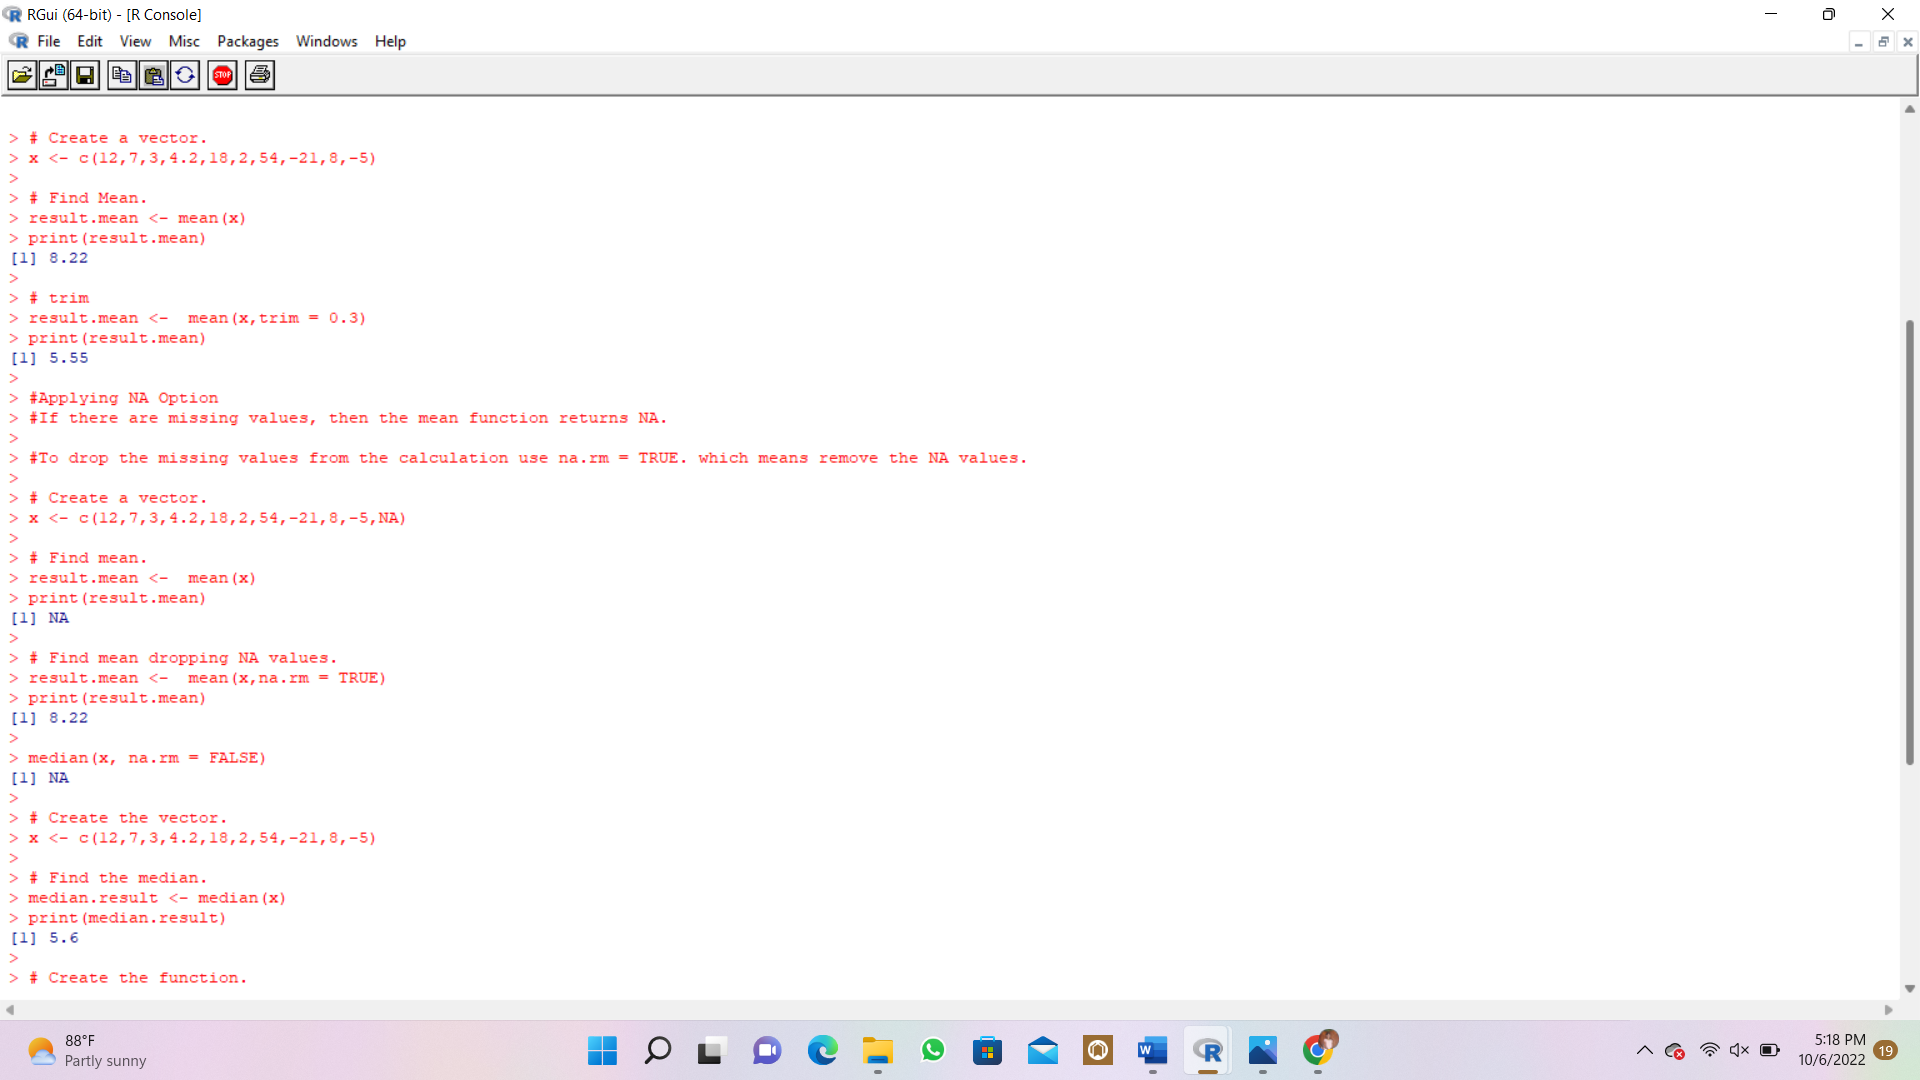 RGui (64-bit) - [R Console]
File Edit View Misc Packages Windows Help
STOP
> # Create a vector.
> x <- c(12,7,3,4.2,18,2,54,-21,8,-5)
>
> # Find Mean.
> result.mean <- mean(x)
> print(result.mean)
[1] 8.22
>
> # trim
> result.mean <-  mean(x,trim = 0.3)
> print(result.mean)
[1] 5.55
>
> #Applying NA Option
> #If there are missing values, then the mean function returns NA.
>
> #To drop the missing values from the calculation use na.rm = TRUE. which means remove the NA values.
>
> # Create a vector.
> x <- c(12,7,3,4.2,18,2,54,-21,8,-5,NA)
>
> # Find mean.
> result.mean <-  mean(x)
> print(result.mean)
[1] NA
>
> # Find mean dropping NA values.
> result.mean <-  mean(x,na.rm = TRUE)
> print(result.mean)
[1] 8.22
>
> median(x, na.rm = FALSE)
[1] NA
>
> # Create the vector.
> x <- c(12,7,3,4.2,18,2,54,-21,8,-5)
>
> # Find the median.
> median.result <- median(x)
> print(median.result)
[1] 5.6
>
> # Create the function.
88°F
Partly sunny
W
R
5:18 PM
10/6/2022
19